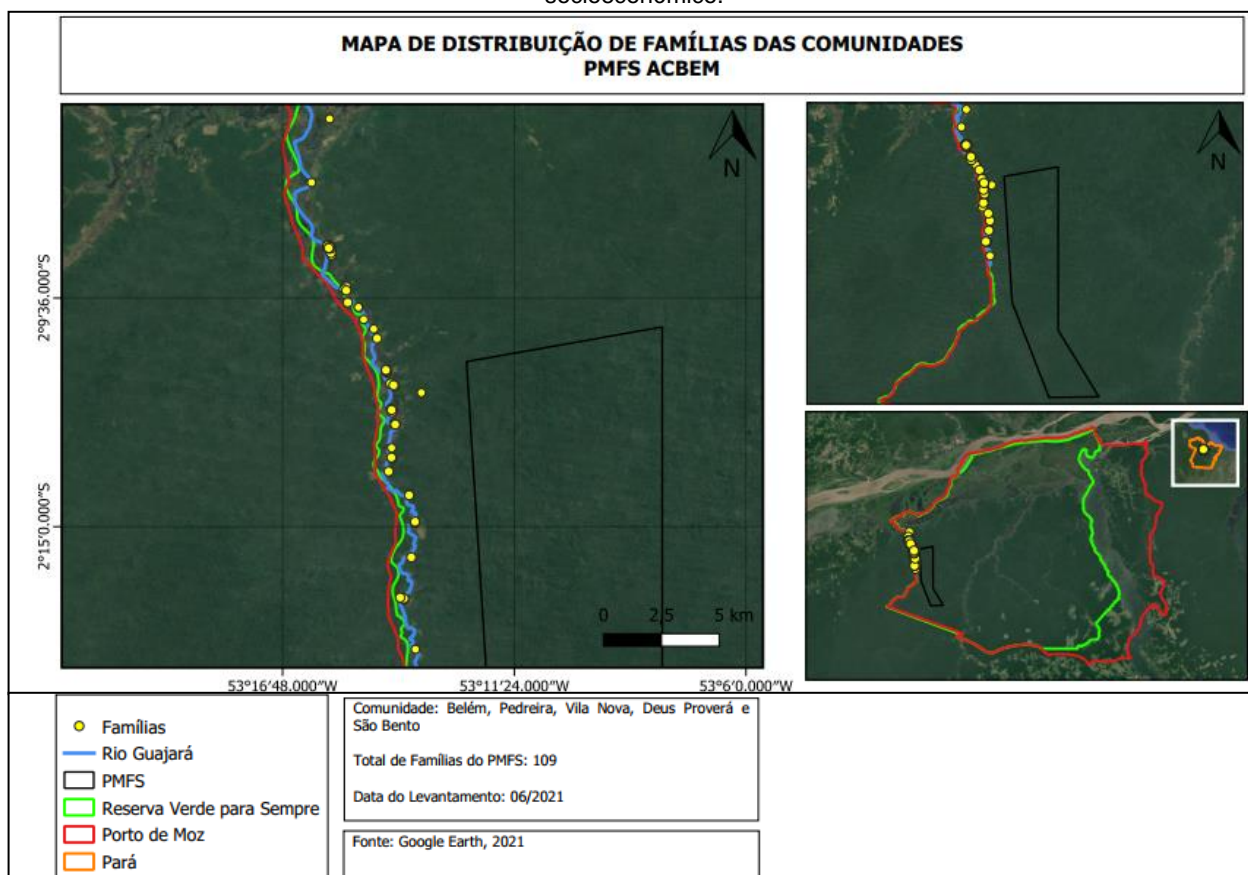 socioeconômico.
MAPA DE DISTRIBUIÇÃO DE FAMÍLIAS DAS COMUNIDADES
PMFS ACBEM
N
N
2°9'36.000"S
2°15'0.000"S
0 2,5 5 km
53°16'48.000"W 53°11'24.000"W 53°6'0.000"W
Famílias
Rio Guajará
PMFS
Reserva Verde para Sempre
Porto de Moz
Pará
Comunidade: Belém, Pedreira, Vila Nova, Deus Proverá e
São Bento
Total de Famílias do PMFS: 109
Data do Levantamento: 06/2021
Fonte: Google Earth, 2021